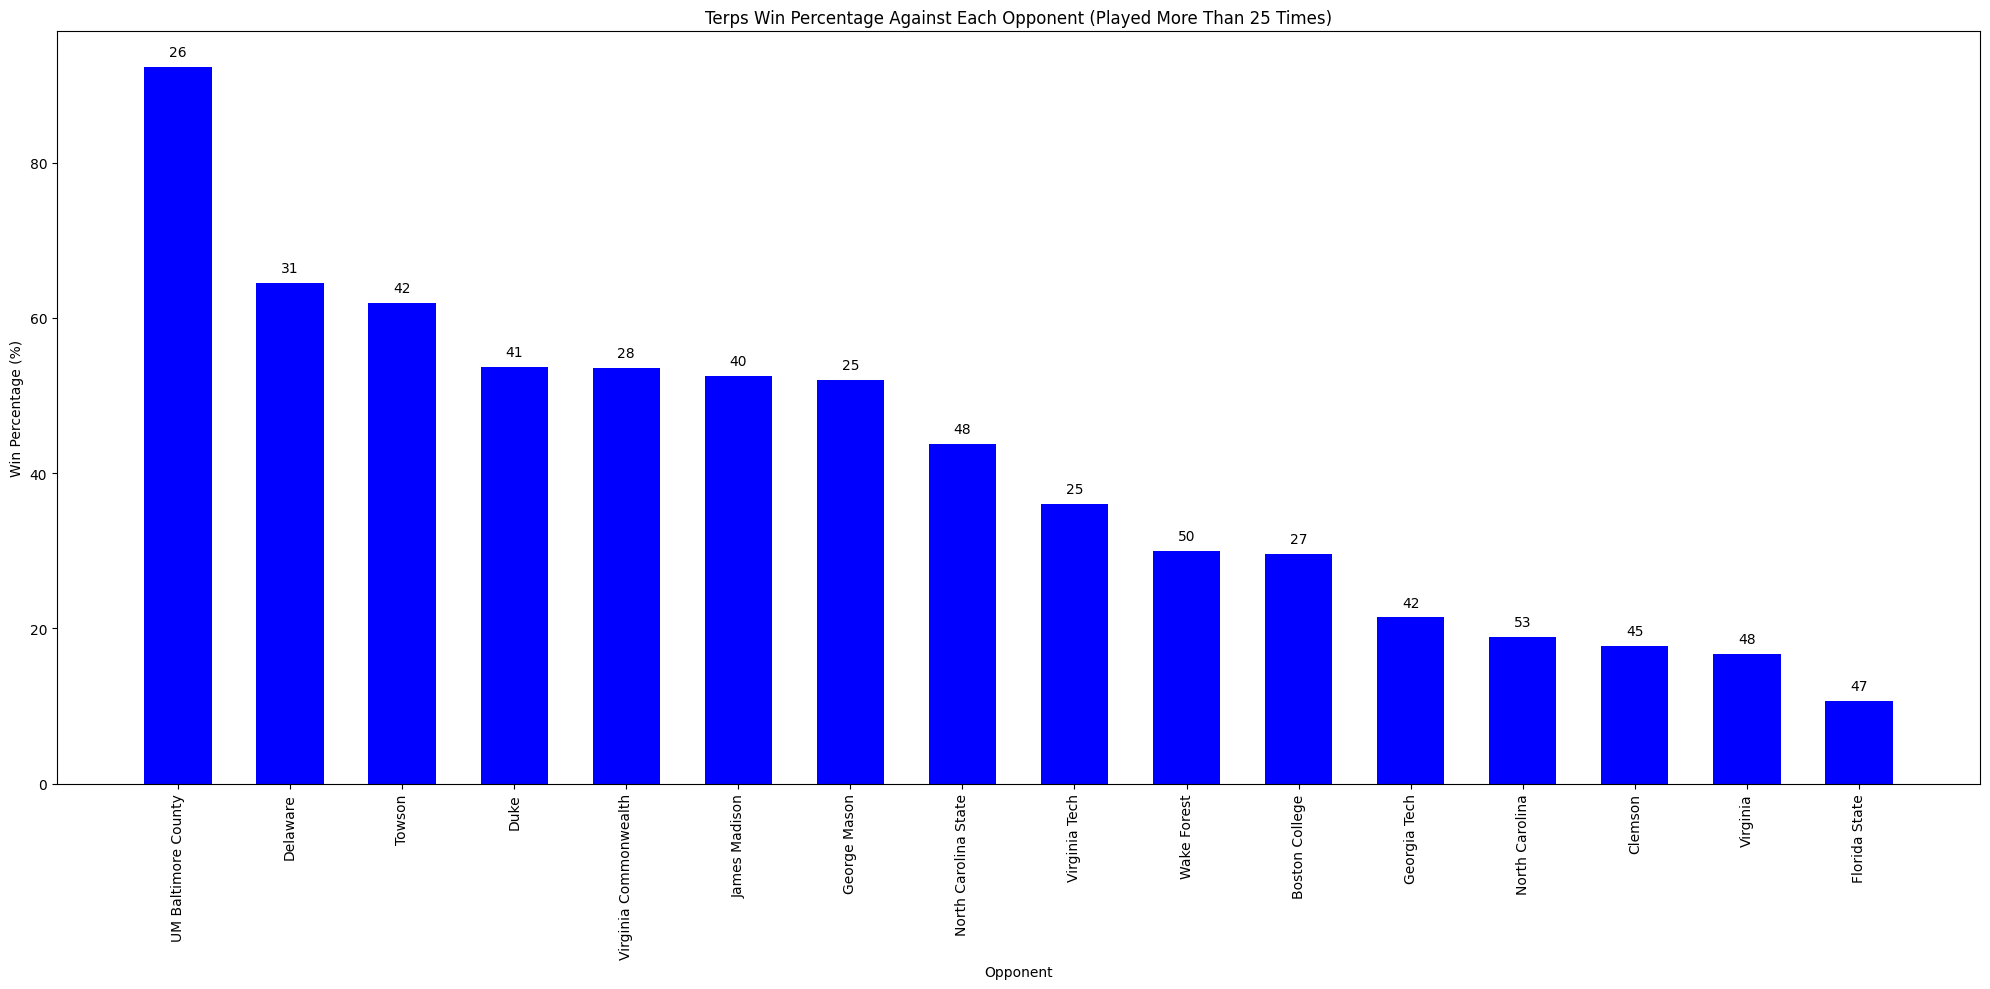 Terps Win Percentage Against Each Opponent (Played More Than 25 Times)
26
31
42
41
28
40
25
48
25
50
27
42
53
45
48
47
Win Percentage (%)
80
60
40
20
0
UM Baltimore County
Delaware
Towson
Duke
Virginia Commonwealth
James Madison
George Mason
North Carolina State
Virginia Tech
Wake Forest
Boston College
Georgia Tech
North Carolina
Clemson
Virginia
Florida State
Opponent